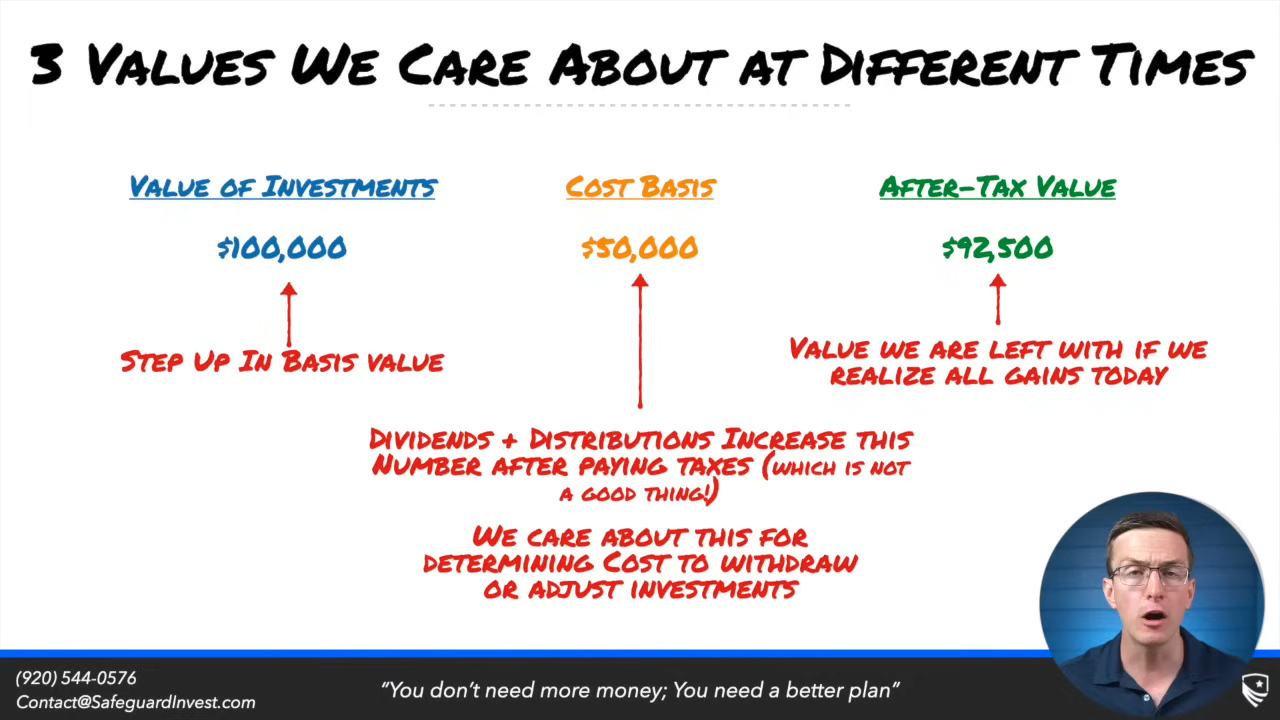 3 Values We Care About at Different Times
Value of Investments
$100,000
Step Up In Basis value
Cost Basis
$50,000
Dividends + Distributions Increase this
Number after paying taxes (which is not
a good thing!)
We care about this for
determining Cost to withdraw
or adjust investments
After-Tax Value
$92,500
Value we are left with if we
realize all gains today
(920) 544-0576
Contact@SafeguardInvest.com
“You don’t need more money; You need a better plan”